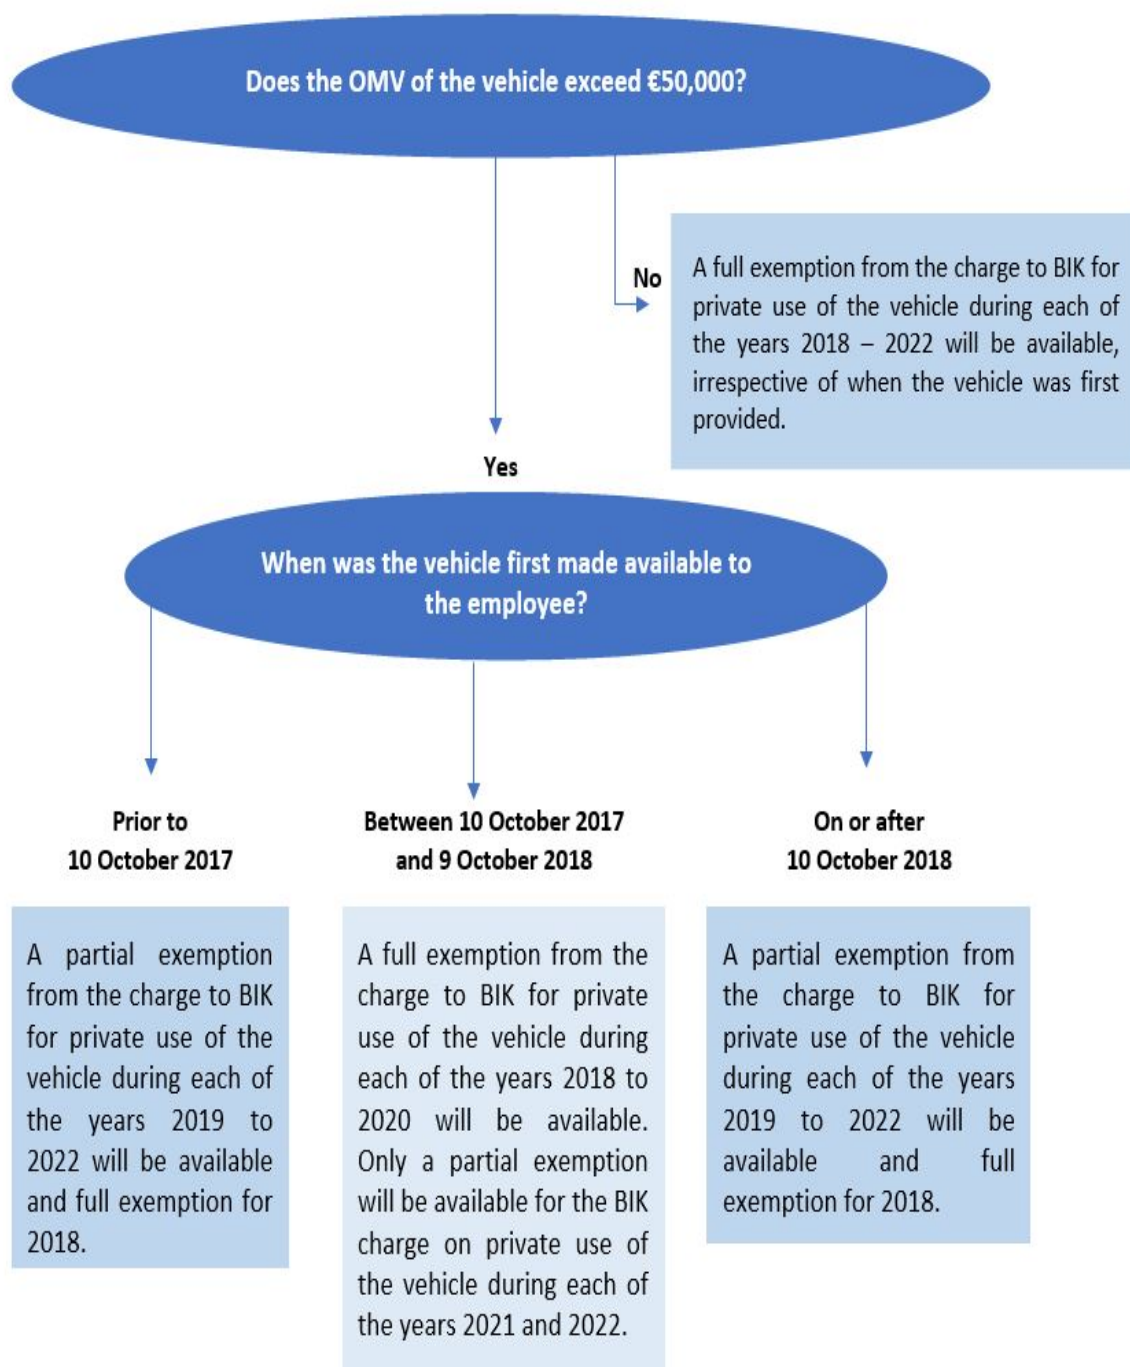 Does the OMV of the vehicle exceed €50,000?
No
A full exemption from the charge to BIK for
private use of the vehicle during each of
the years 2018 – 2022 will be available,
irrespective of when the vehicle was first
provided.
Yes
When was the vehicle first made available to
the employee?
Prior to
10 October 2017
A partial exemption
from the charge to BIK
for private use of the
vehicle during each of
the years 2019 to
2022 will be available
and full exemption for
2018.
Between 10 October 2017
and 9 October 2018
A full exemption from the
charge to BIK for private
use of the vehicle during
each of the years 2018 to
2020 will be available.
Only a partial exemption
will be available for the BIK
charge on private use of
the vehicle during each of
the years 2021 and 2022.
On or after
10 October 2018
A partial exemption from
the charge to BIK for
private use of the vehicle
during each of the years
2019 to 2022 will be
available and full
exemption for 2018.